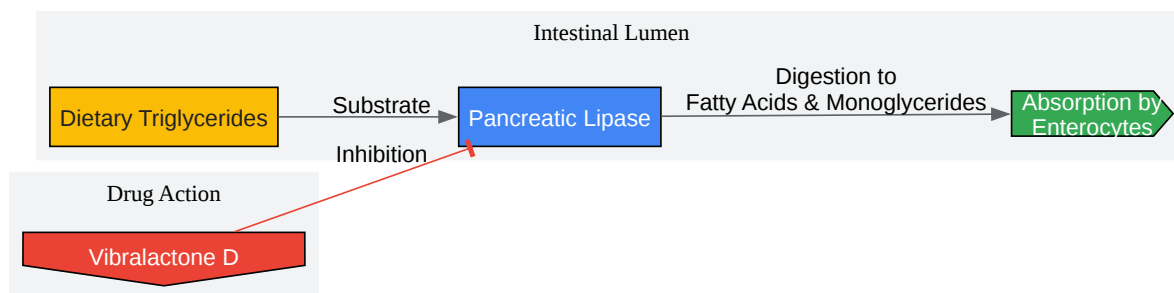 Intestinal Lumen
Dietary Triglycerides
Substrate
Pancreatic Lipase
Digestion to
Fatty Acids & Monoglycerides
Absorption by
Enterocytes
Inhibition
Drug Action
Vibralactone D